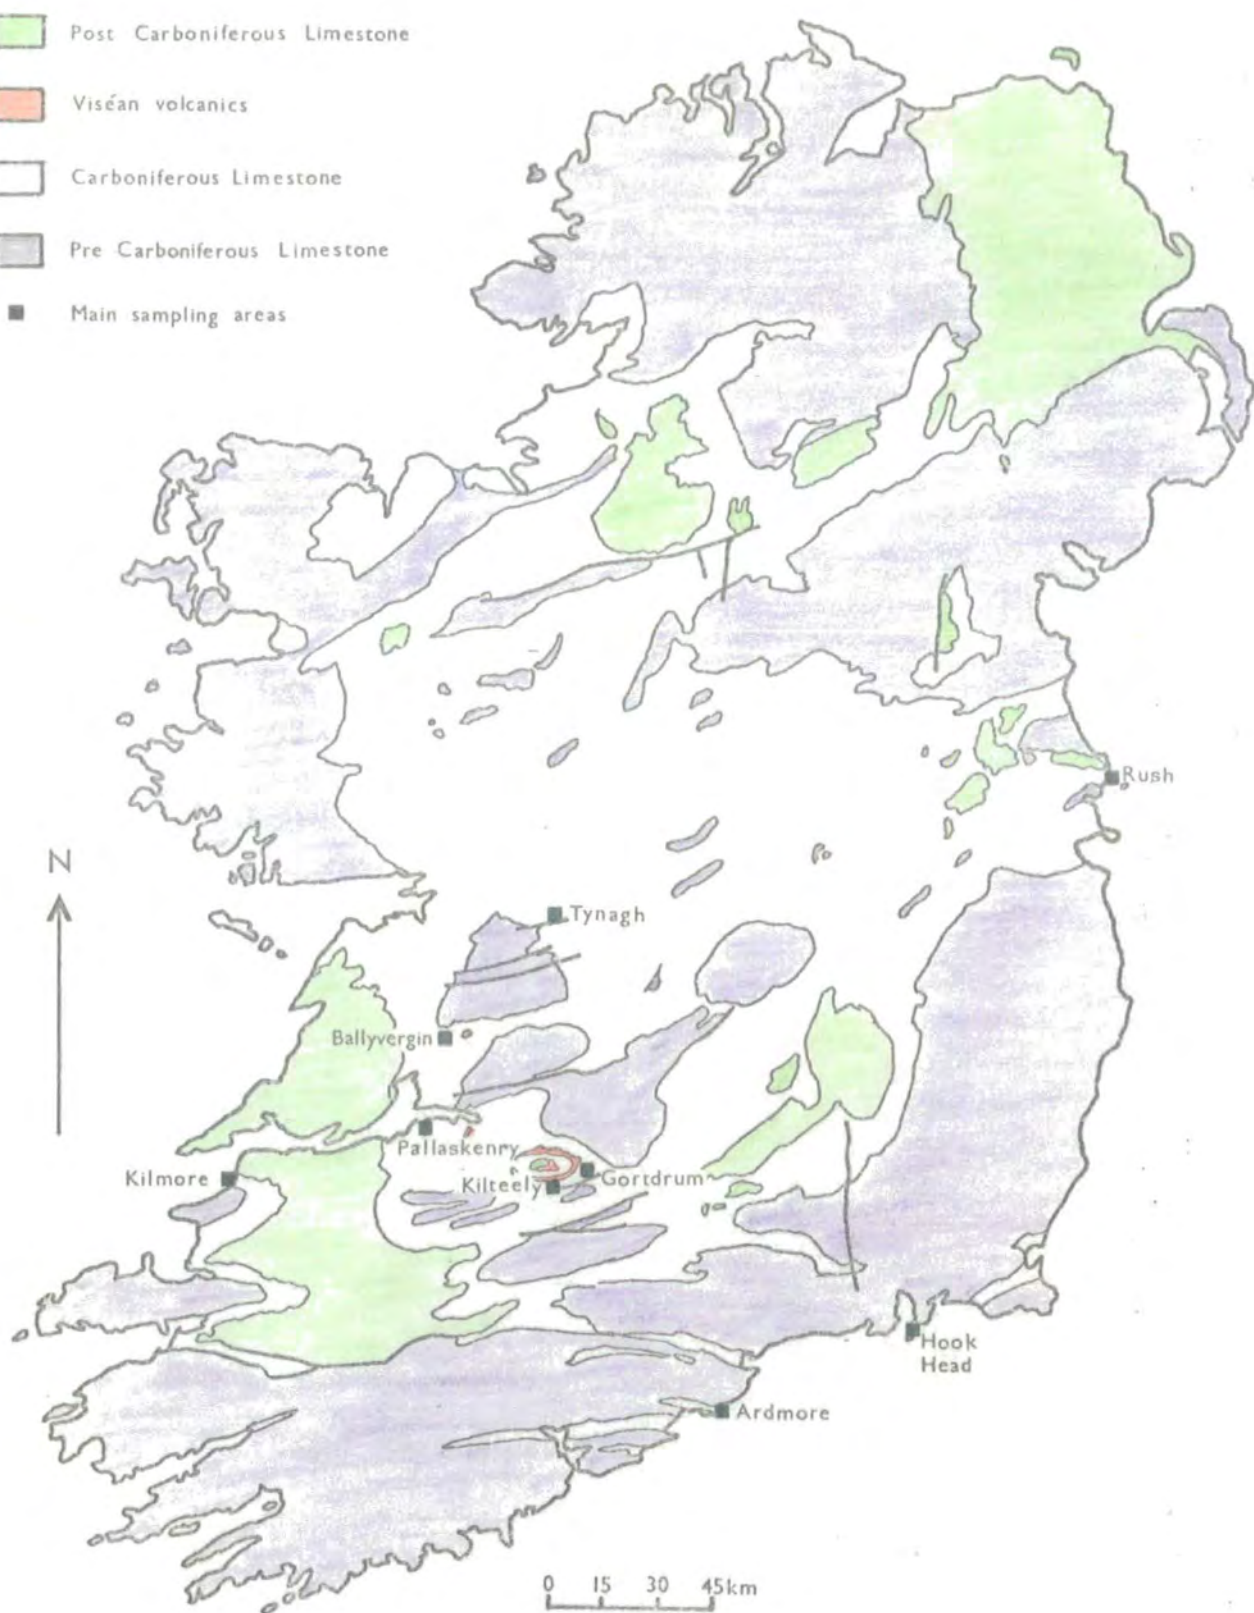 Post Carboniferous Limestone
Viséan volcanics
Carboniferous Limestone
Pre Carboniferous Limestone
Main sampling areas
Rush
N
Tynagh
Ballyvergin
Pallaskenry
Kilmore
Kilteely
Gortdrum
Hook
Head
Ardmore
0 15 30 45km